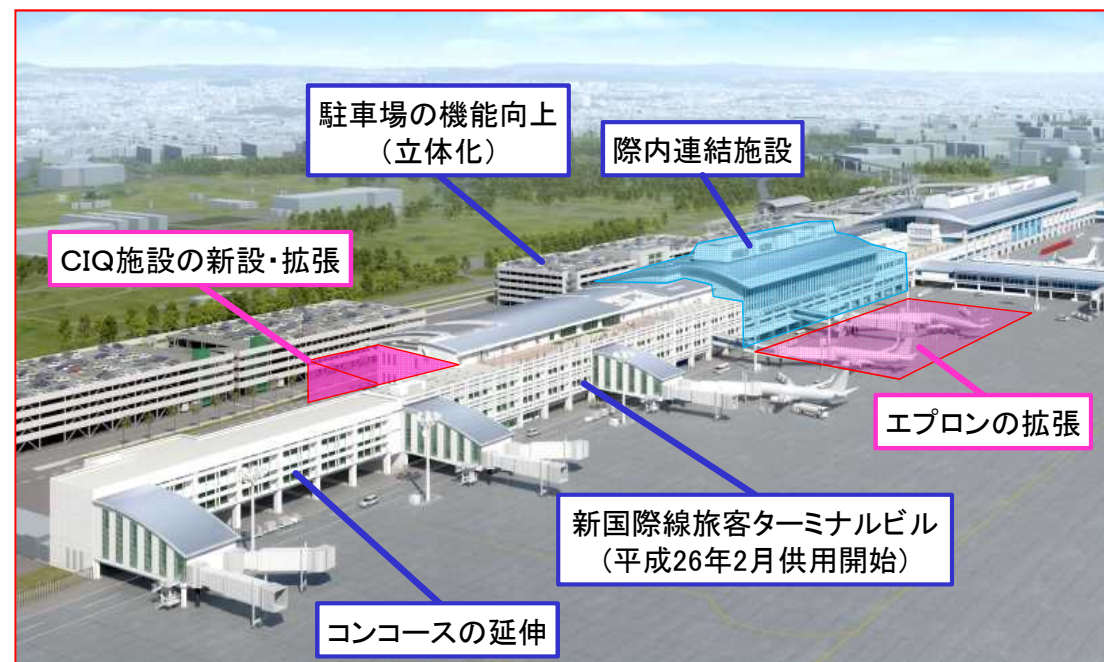 駐車場の機能向上
（立体化）
際内連結施設
CIQ施設の新設・拡張
エプロンの拡張
新国際線旅客ターミナルビル
（平成26年2月供用開始）
コンコースの延伸